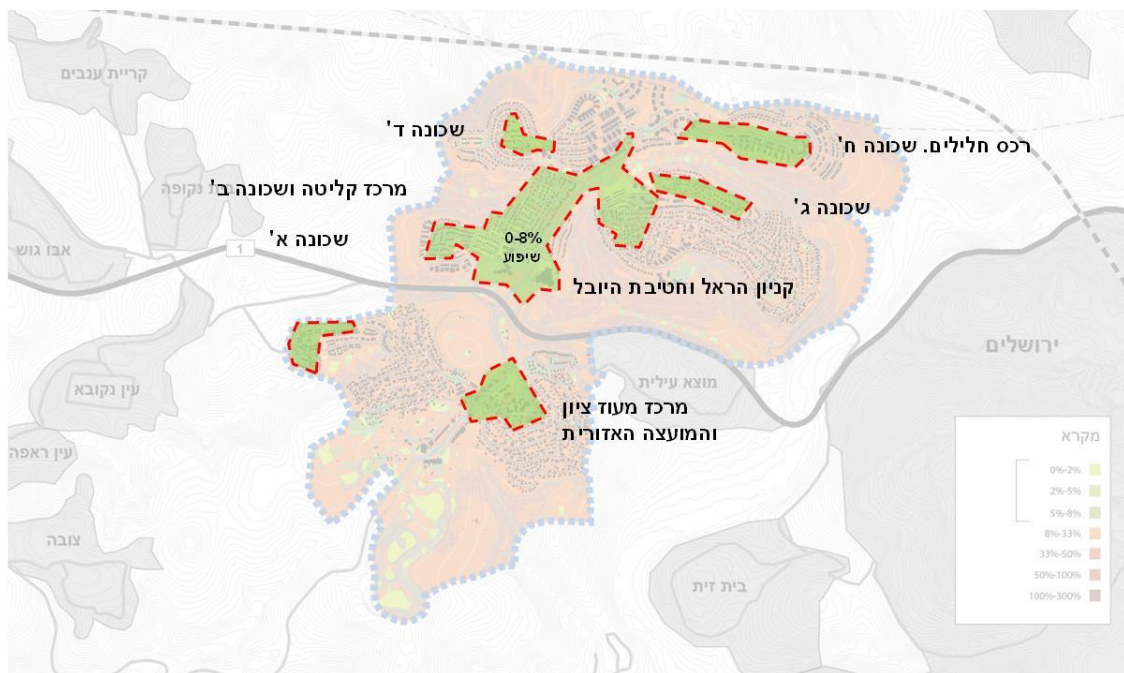 קריית ענבים
שכונה ד'
רכס חלילים. שכונה ח'
מרכז קליטה ושכונה ב'
נקופה
שכונה ג'
שכונה א'
0-8%
שיפוע
1
אבו גוש
קניון הראל וחטיבת היובל
ירושלים
מוצא עילית
עין נקובא
מרכז מעוז ציון
והמועצה האזורית
עין ראפה
צובה
בית זית
מקרא
0%-2%
2%-5%
5%-8%
8%-33%
33%-50%
50%-100%
100%-300%